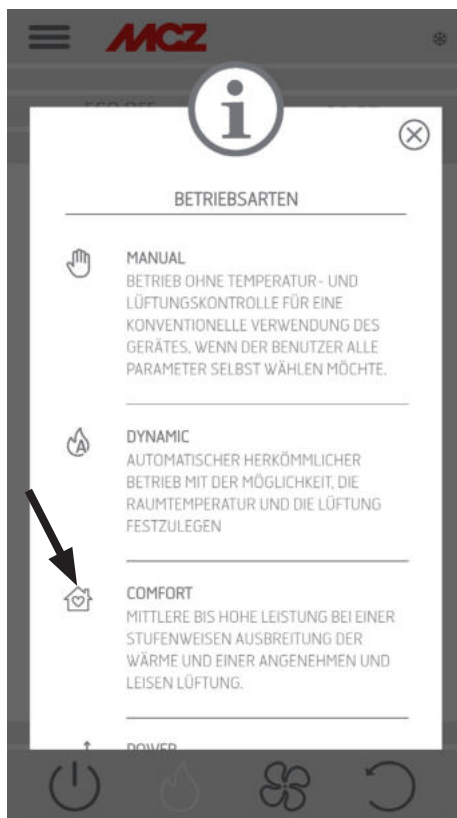 MCZ
BETRIEBSARTEN
MANUAL
BETRIEB OHNE TEMPERATUR- UND
LÜFTUNGSKONTROLLE FÜR EINE
KONVENTIONELLE VERWENDUNG DES
GERÄTES, WENN DER BENUTZER ALLE
PARAMETER SELBST WÄHLEN MÖCHTE.
DYNAMIC
AUTOMATISCHER HERKÖMMLICHER
BETRIEB MIT DER MÖGLICHKEIT, DIE
RAUMTEMPERATUR UND DIE LÜFTUNG
FESTZULEGEN
COMFORT
MITTLERE BIS HOHE LEISTUNG BEI EINER
STUFENWEISEN AUSBREITUNG DER
WÄRME UND EINER ANGENEHMEN UND
LEISEN LÜFTUNG.
POWER